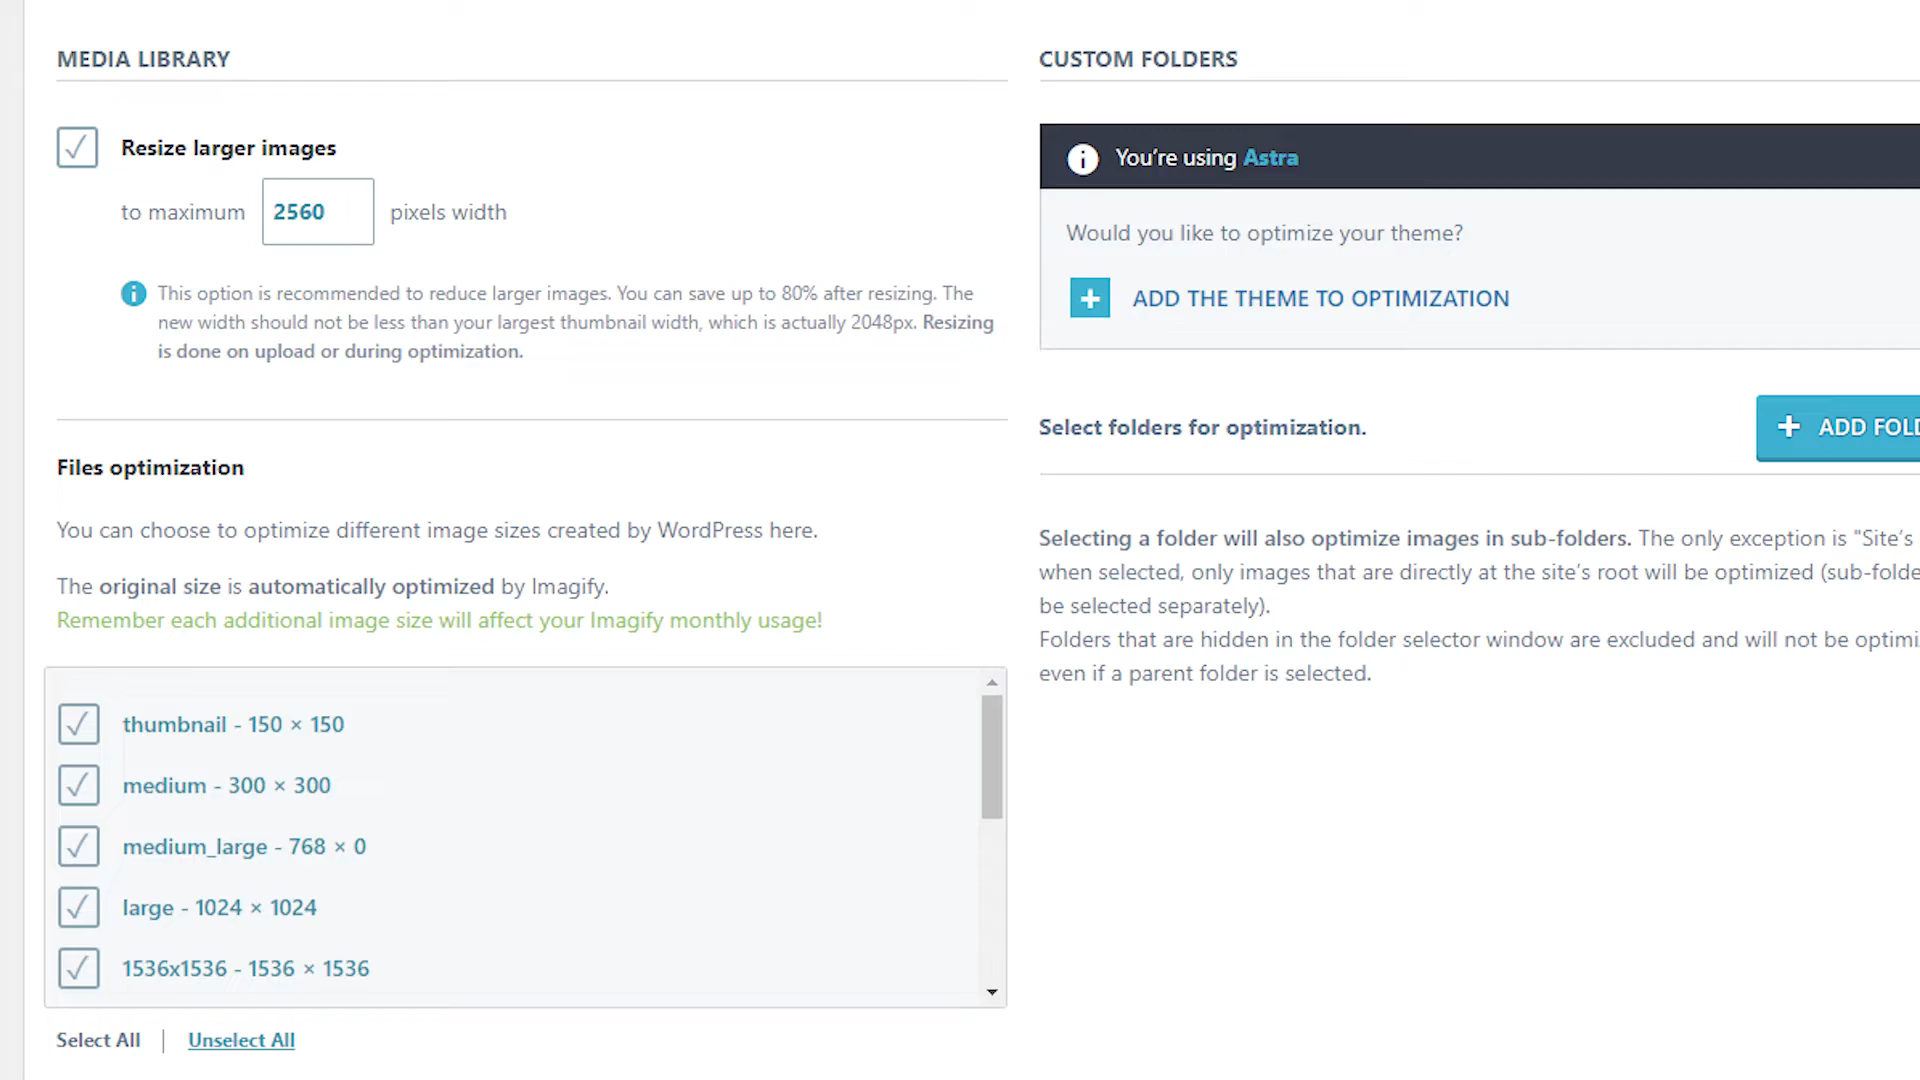 MEDIA LIBRARY
Resize larger images
to maximum 2560 pixels width
This option is recommended to reduce larger images. You can save up to 80% after resizing. The
new width should not be less than your largest thumbnail width, which is actually 2048px. Resizing
is done on upload or during optimization.
Files optimization
You can choose to optimize different image sizes created by WordPress here.
The original size is automatically optimized by Imagify.
Remember each additional image size will affect your Imagify monthly usage!
thumbnail - 150 × 150
medium - 300 × 300
medium_large - 768 × 0
large - 1024 × 1024
1536x1536 - 1536 × 1536
Select All | Unselect All
CUSTOM FOLDERS
You’re using Astra
Would you like to optimize your theme?
ADD THE THEME TO OPTIMIZATION
Select folders for optimization.
ADD
Selecting a folder will also optimize images in sub-folders. The only exception is "Site’s
when selected, only images that are directly at the site’s root will be optimized
be selected separately).
Folders that are hidden in the folder selector window are excluded and will not be
even if a parent folder is selected.